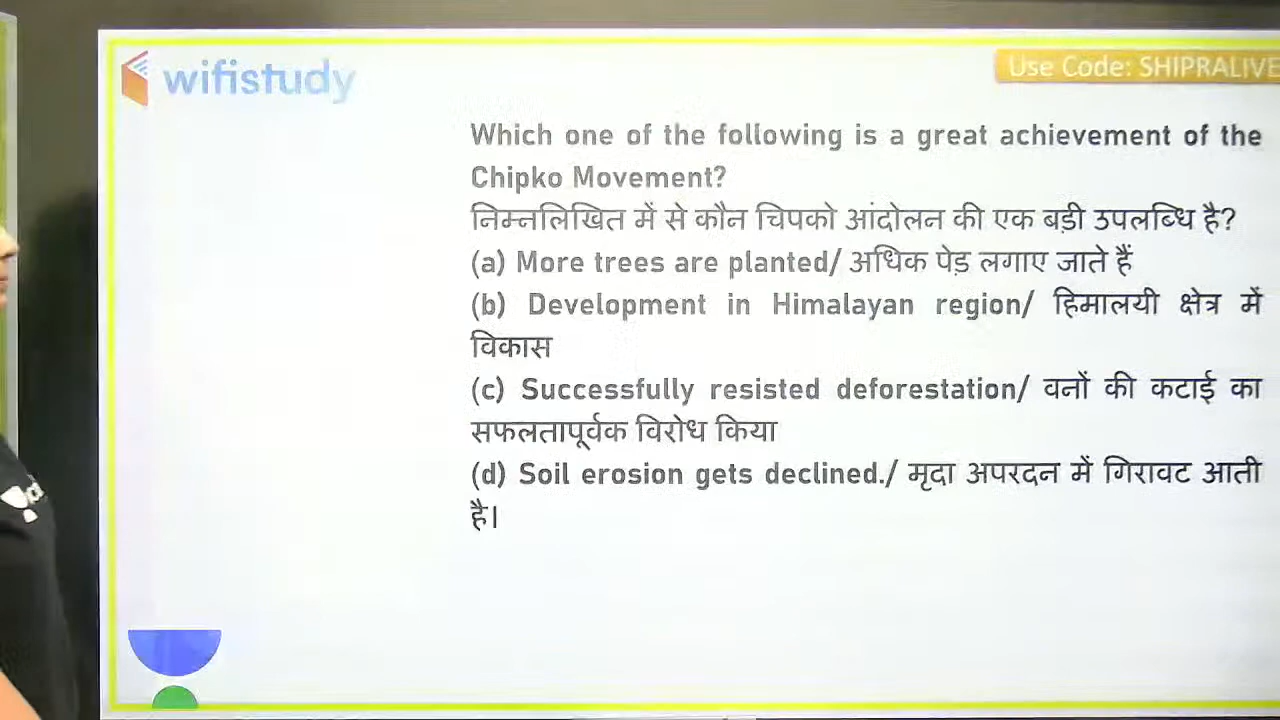 wifistudy
Use Code: SHIPRALIVE
Which one of the following is a great achievement of the
Chipko Movement?
निम्नलिखित में से कौन चिपको आंदोलन की एक बड़ी उपलब्धि है?
(a) More trees are planted/ अधिक पेड़ लगाए जाते हैं
(b) Development in Himalayan region/ हिमालयी क्षेत्र में
विकास
(c) Successfully resisted deforestation/ वनों की कटाई का
सफलतापूर्वक विरोध किया
(d) Soil erosion gets declined./ मृदा अपरदन में गिरावट आती
है।